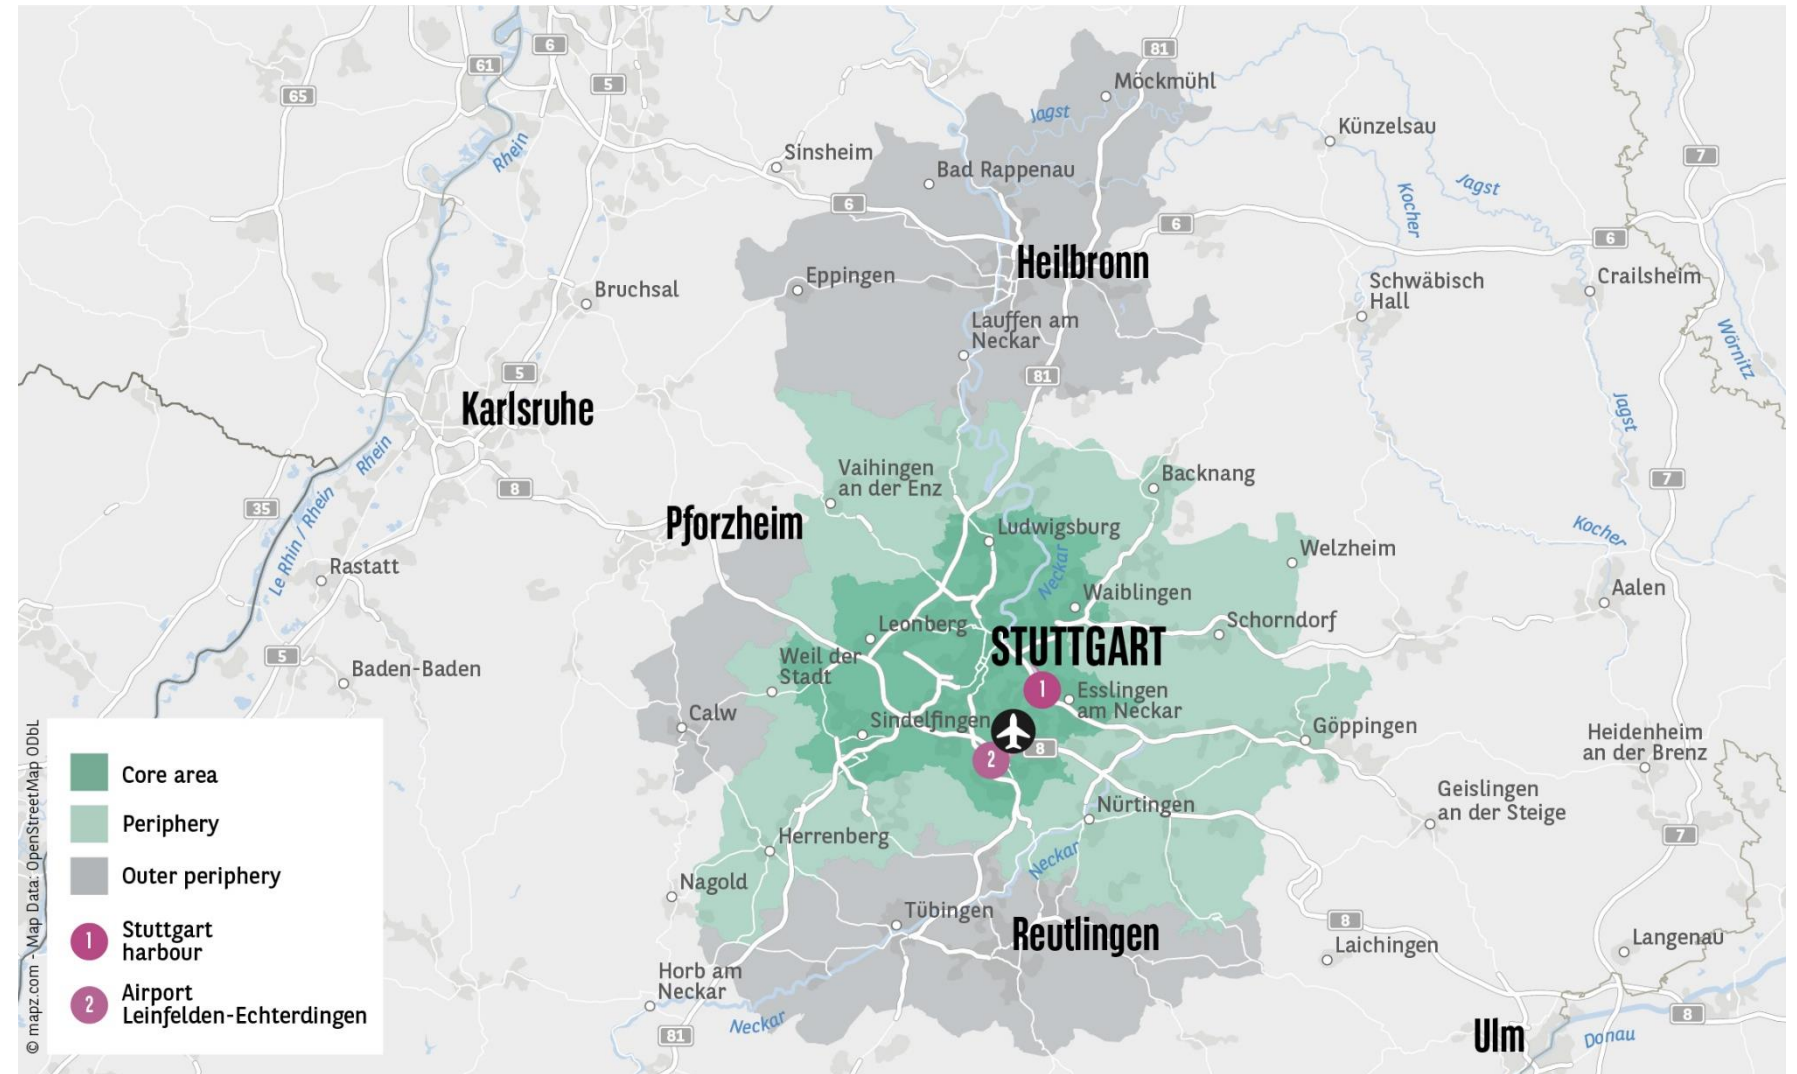 81
6
61
5
65
Möckmühl
Jagst
Künzelsau
Rhein
Sinsheim
7
Bad Rappenau
Jagst
6
Kocher
6
6
Heilbronn
Eppingen
Schwäbisch
Hall
Crailsheim
Bruchsal
Lauffen am
Neckar
Wörnitz
5
81
Karlsruhe
Jagst
Rhein
Vaihingen
an der Enz
Backnang
7
8
35
Pforzheim
Ludwigsburg
Kocher
Le Rhin / Rhein
Welzheim
Rastatt
Neckar
Waiblingen
Aalen
Leonberg
Schorndorf
STUTTGART
5
Weil der
Stadt
Baden-Baden
1
Esslingen
am Neckar
Calw
Sindelfingen
8
Göppingen
Heidenheim
an der Brenz
2
Geislingen
an der Steige
Nürtingen
Herrenberg
7
Neckar
Nagold
Tübingen
Reutlingen
8
Laichingen
Langenau
Horb am
Neckar
Neckar
81
8
Ulm
Donau
Core area
Periphery
Outer periphery
1
Stuttgart
harbour
2
Airport
Leinfelden-Echterdingen
© mapz.com - Map Data: OpenStreetMap ODbL